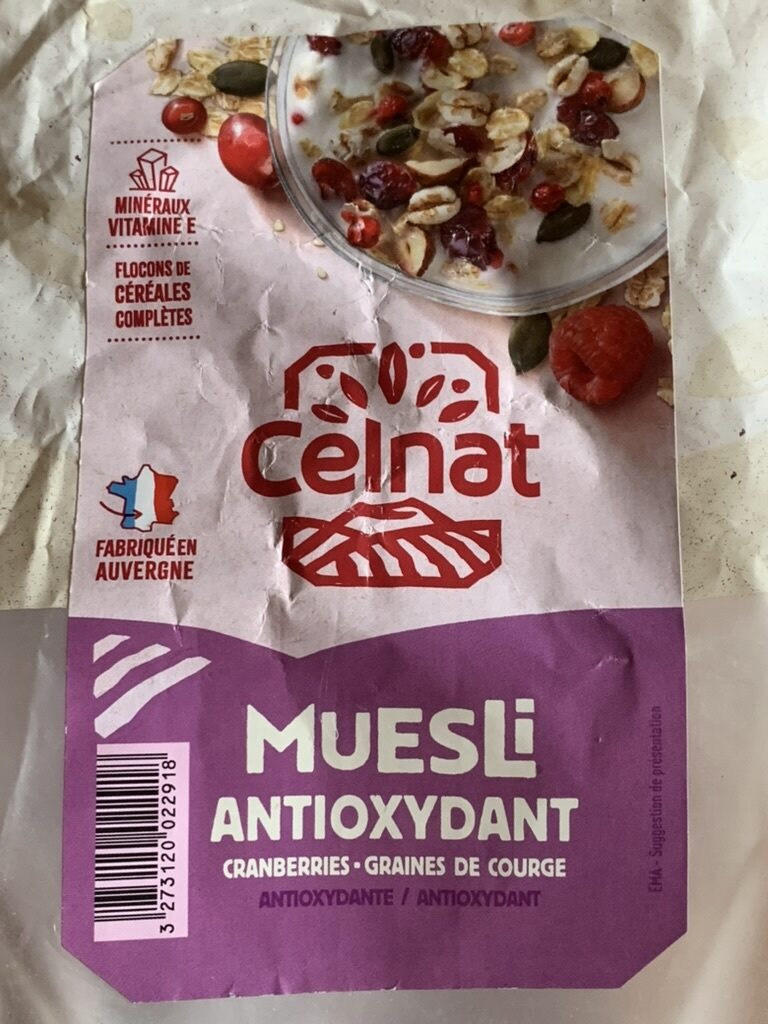 MINÉRAUX
VITAMINE E
FLOCONS DE
CÉRÉALES
COMPLÈTES
Celnat
FABRIQUÉ EN
AUVERGNE
MUESLi
ANTIOXYDANT
CRANBERRIES • GRAINES DE COURGE
ANTIOXYDANTE / ANTIOXYDANT
3 273120 022918
EMA - Suggestion de présentation